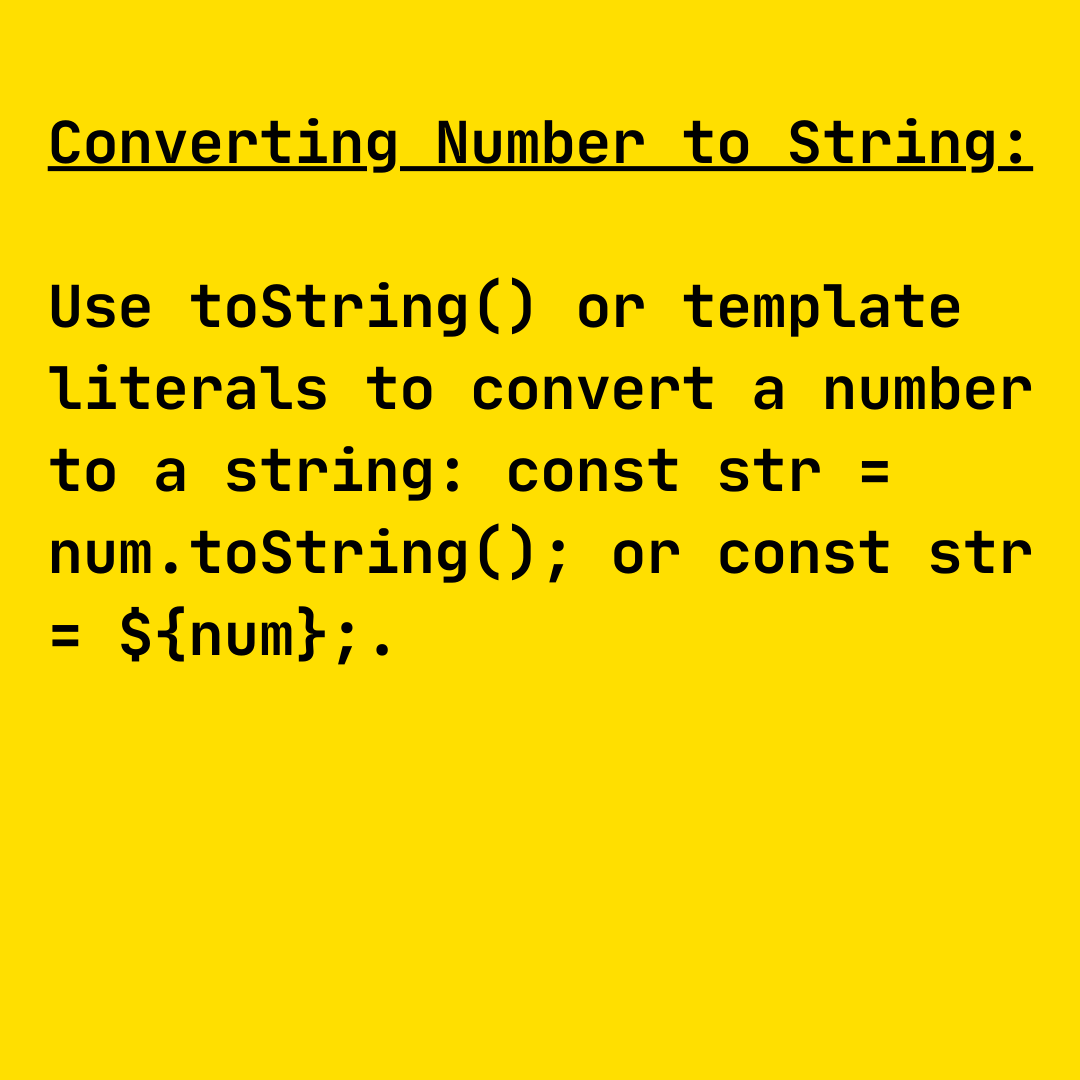 Converting Number to String:
Use toString() or template
literals to convert a number
to a string: const str =
num.toString(); or const str
= ${num};.